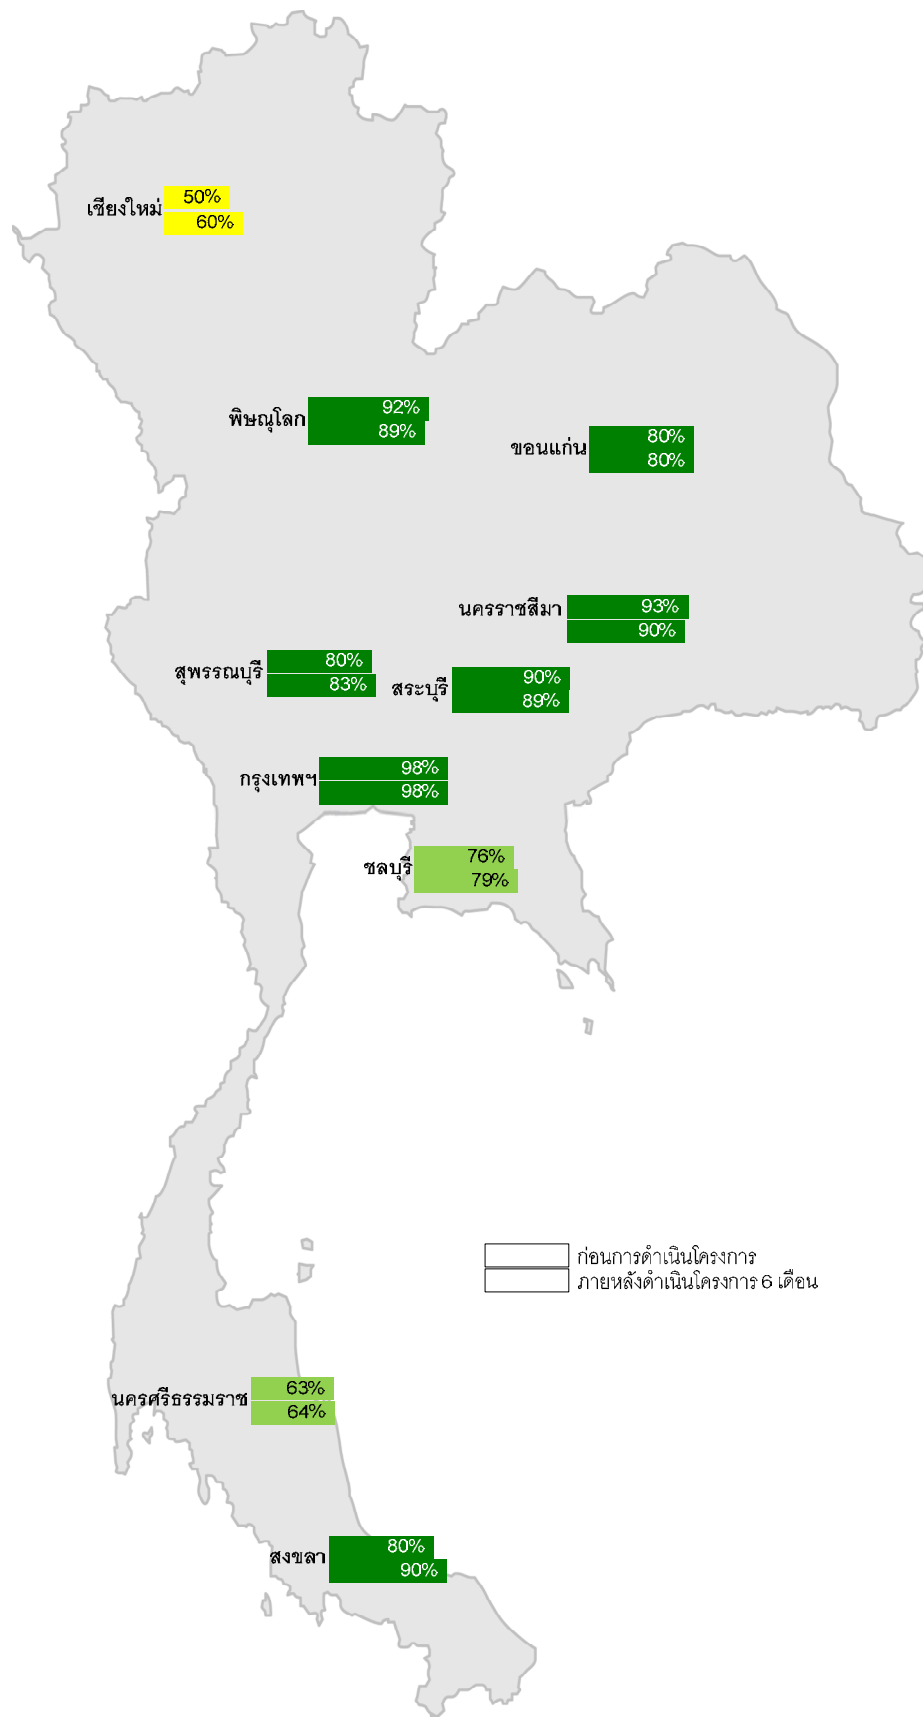 เชียงใหม่
50%
60%
พิษณุโลก
92%
89%
ขอนแก่น
80%
80%
นครราชสีมา
93%
90%
สุพรรณบุรี
80%
83%
สระบุรี
90%
89%
กรุงเทพฯ
98%
98%
ชลบุรี
76%
79%
ก่อนการดำเนินโครงการ
ภายหลังดำเนินโครงการ 6 เดือน
นครศรีธรรมราช
63%
64%
สงขลา
80%
90%